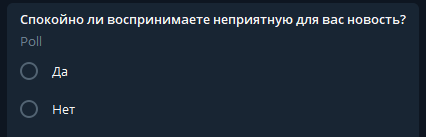 Спокойно ли воспринимаете неприятную для вас новость?
Poll
Да
Нет